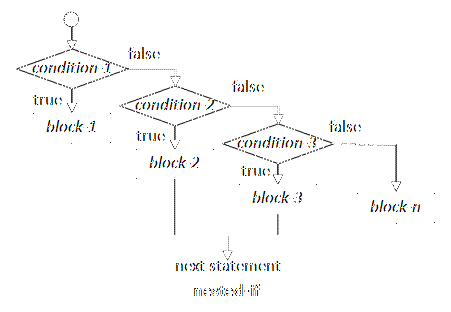 false
condition-1
true
false
block-1
condition-2
true
false
block-2
condition-3
true
block-3
block-n
next statement
nested-if